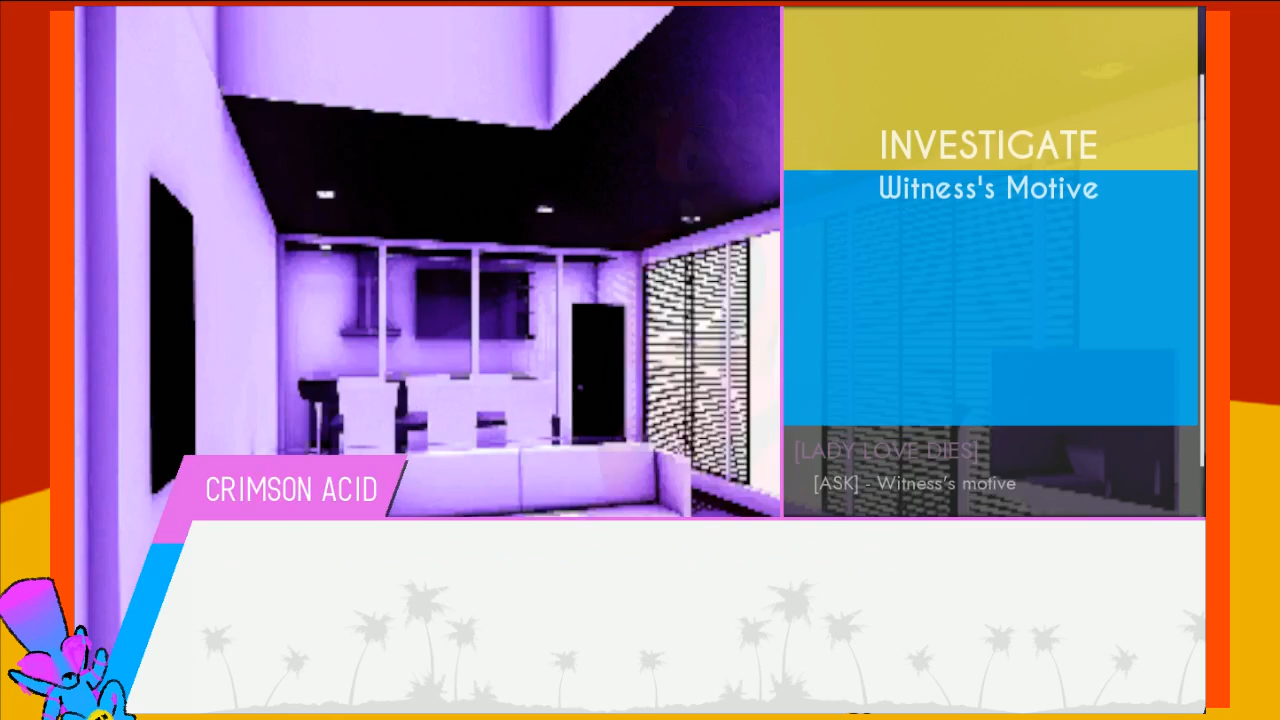 INVESTIGATE
Witness's Motive
[LADY LOVE DIES]
[ASK] - Witness's motive
CRIMSON ACID